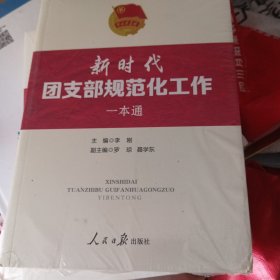 新时代
团支部规范化工作
一本通
主 编◎李 刚
副主编◎罗 琼 聂学东
XINSHIDAI
TUANZHIBU GUIFANHUAGONGZUO
YIBENTONG
人民日报出版社